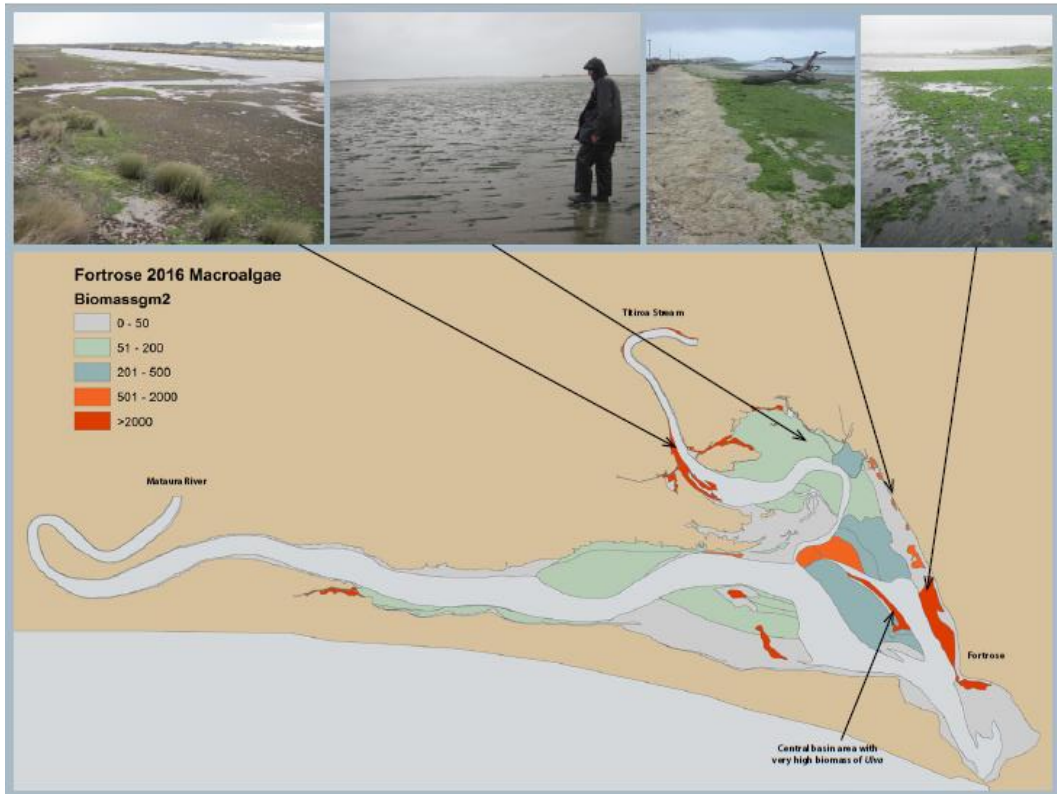 Fortrose 2016 Macroalgae
Biomassgm2
0 - 50
51 - 200
201 - 500
501 - 2000
>2000
Titiroa Stream
Mataura River
Fortrose
Central basin area with
very high biomass of Ulva